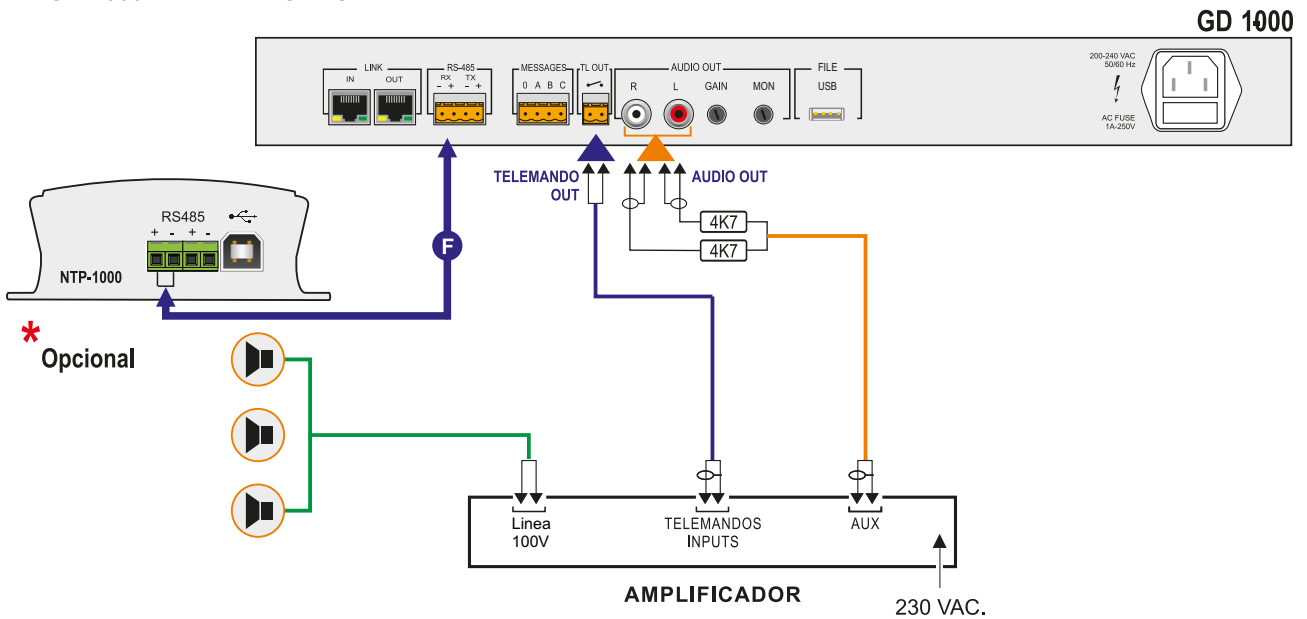 GD 1000
200-240 VAC
50/60 Hz
AC FUSE
1A-250V
LINK
IN OUT
RS-485
RX TX
- + - +
MESSAGES
0 A B C
TL OUT
AUDIO OUT
R L GAIN MON
FILE
USB
TELEMANDO
OUT
AUDIO OUT
4K7
4K7
F
RS485
+ - + -
NTP-1000
*
Opcional
Linea
100V
TELEMANDOS
INPUTS
AUX
AMPLIFICADOR
230 VAC.